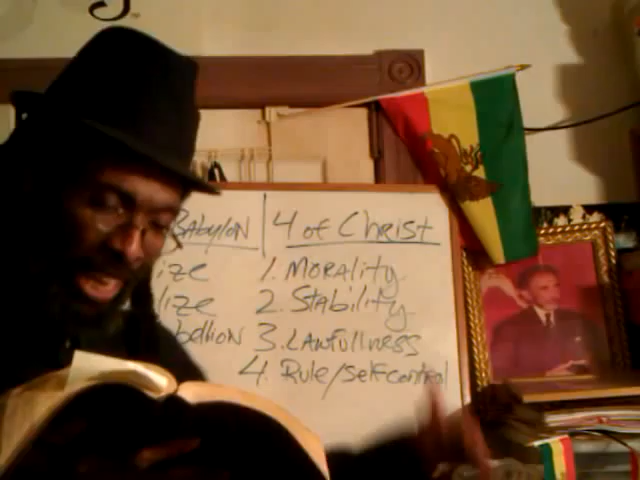 Babylon | 4 of Christ
ize 1. Morality
lize 2. Stability
bellion 3. Lawfullness
4. Rule/Self-control